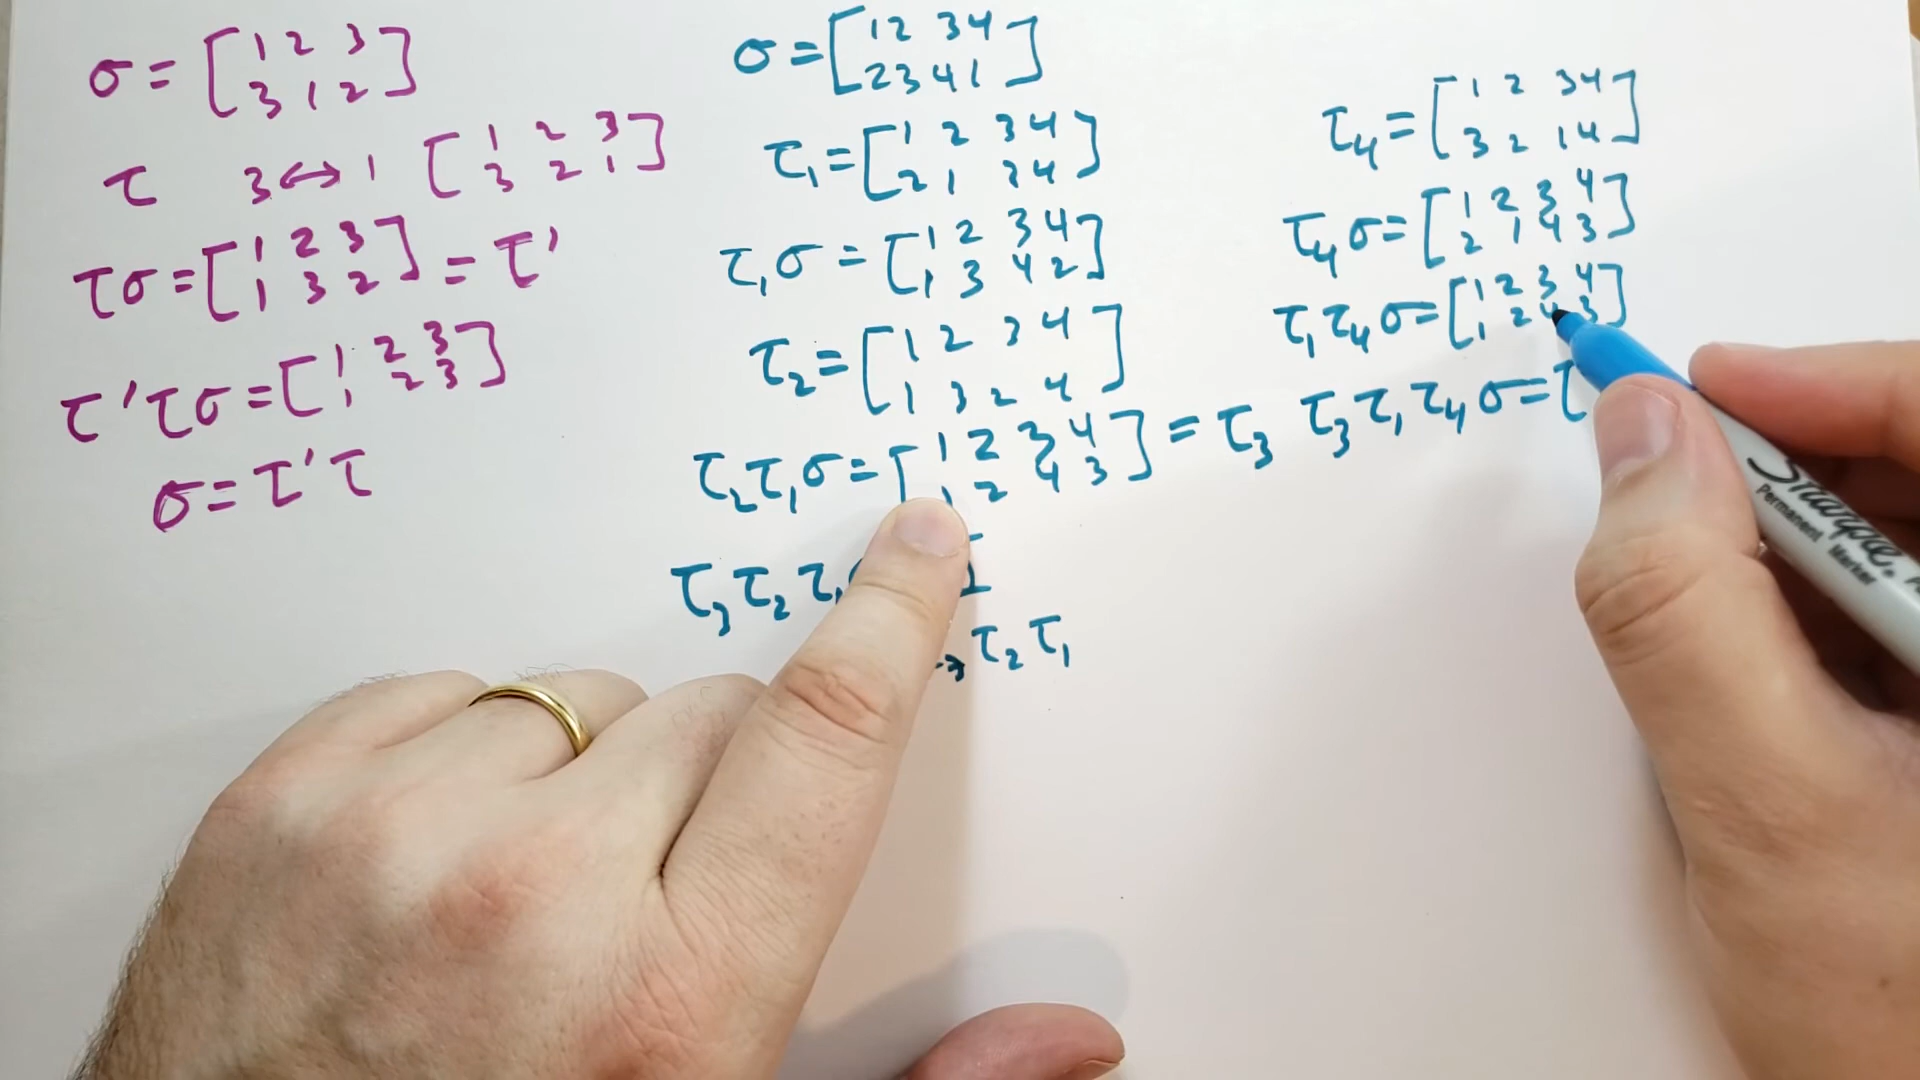 σ = [1 2 3
3 1 2]
τ 3↔1 [1 2 3
3 2 1]
τσ = [1 2 3
1 3 2] = τ'
τ'τσ = [1 2 3
1 2 3]
σ = τ'τ
σ = [1 2 3 4
2 3 4 1]
τ₁ = [1 2 3 4
2 1 3 4]
τ₁σ = [1 2 3 4
1 3 4 2]
τ₂ = [1 2 3 4
1 3 2 4]
τ₂τ₁σ = [1 2 3 4
1 2 4 3] = τ₃
τ₃τ₂τ₁
τ₂τ₁
τ₄ = [1 2 3 4
3 2 1 4]
τ₄σ = [1 2 3 4
2 1 4 3]
τ₁τ₄σ = [1 2 3 4
1 2 4 3]
τ₃τ₁τ₄σ =
Sharpie.
Permanent Marker